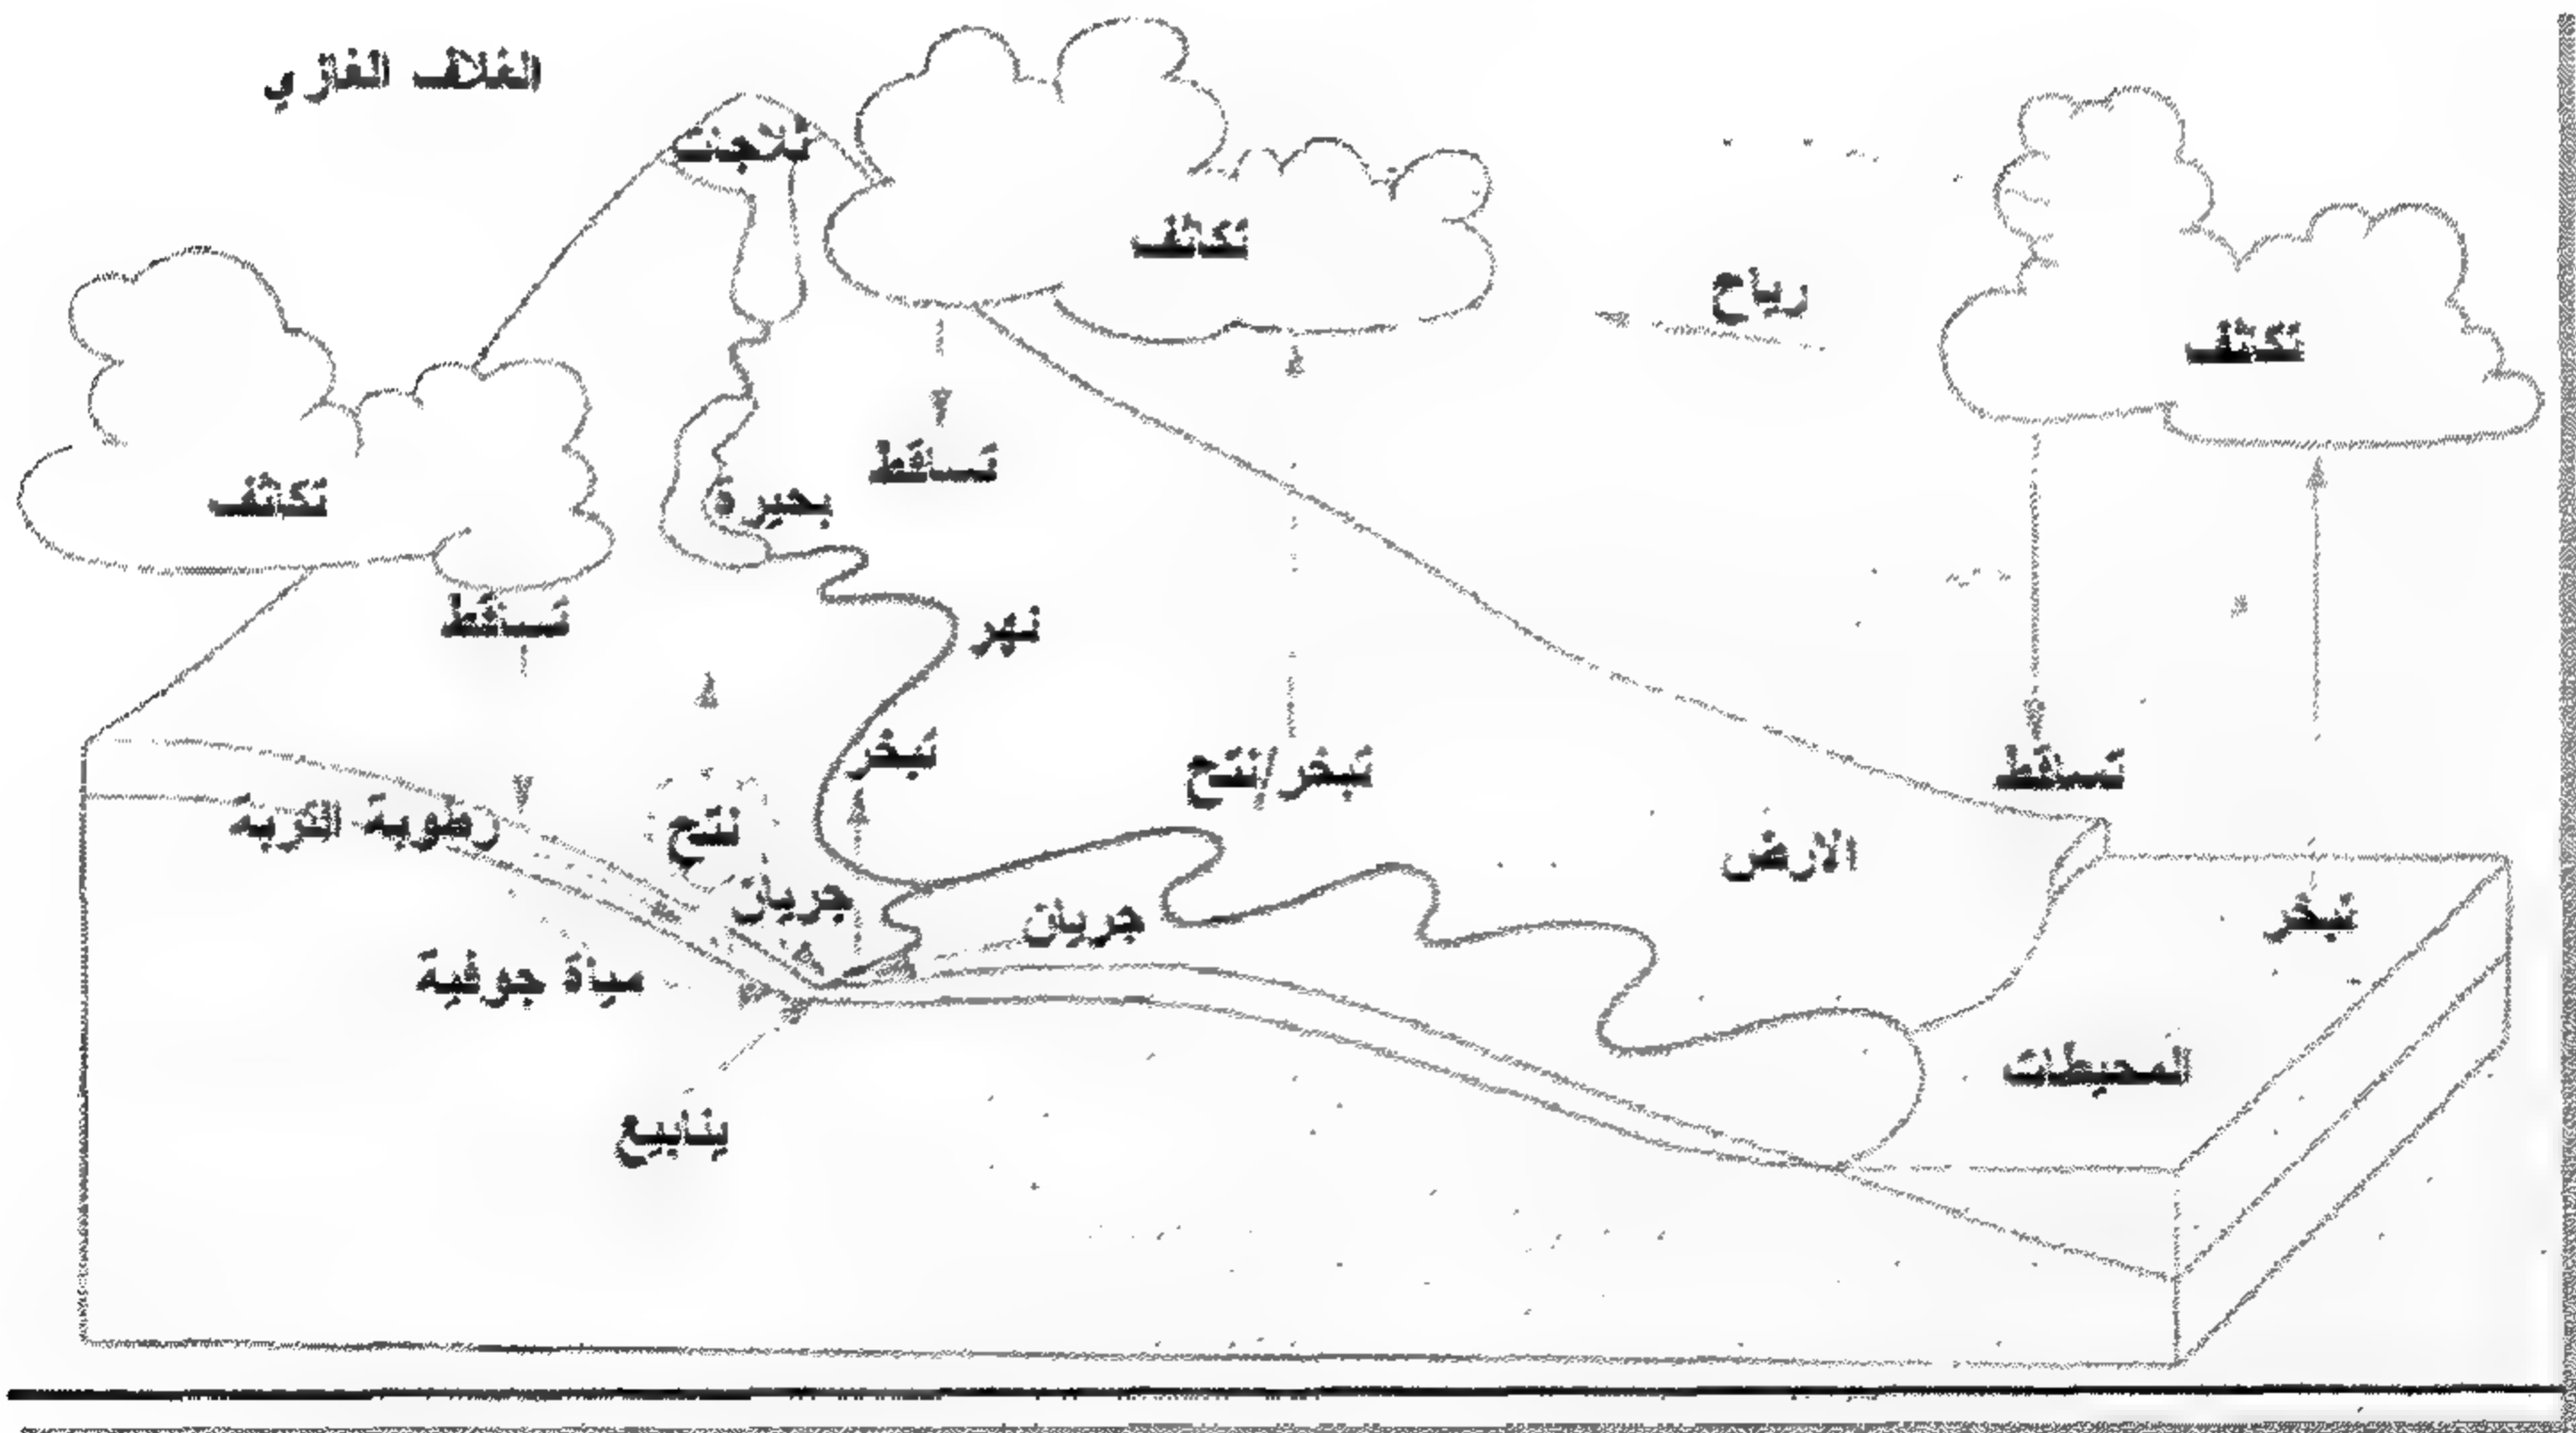 الغلاف الغازي
ثلاجات
تكاثف
رياح
تكاثف
تكاثف
تساقط
بحيرة
تساقط
نهر
تبخر
تبخر/نتح
تساقط
رطوبة التربة
نتح
الارض
جريان
جريان
تبخر
مياة جوفية
المحيطات
ينابيع